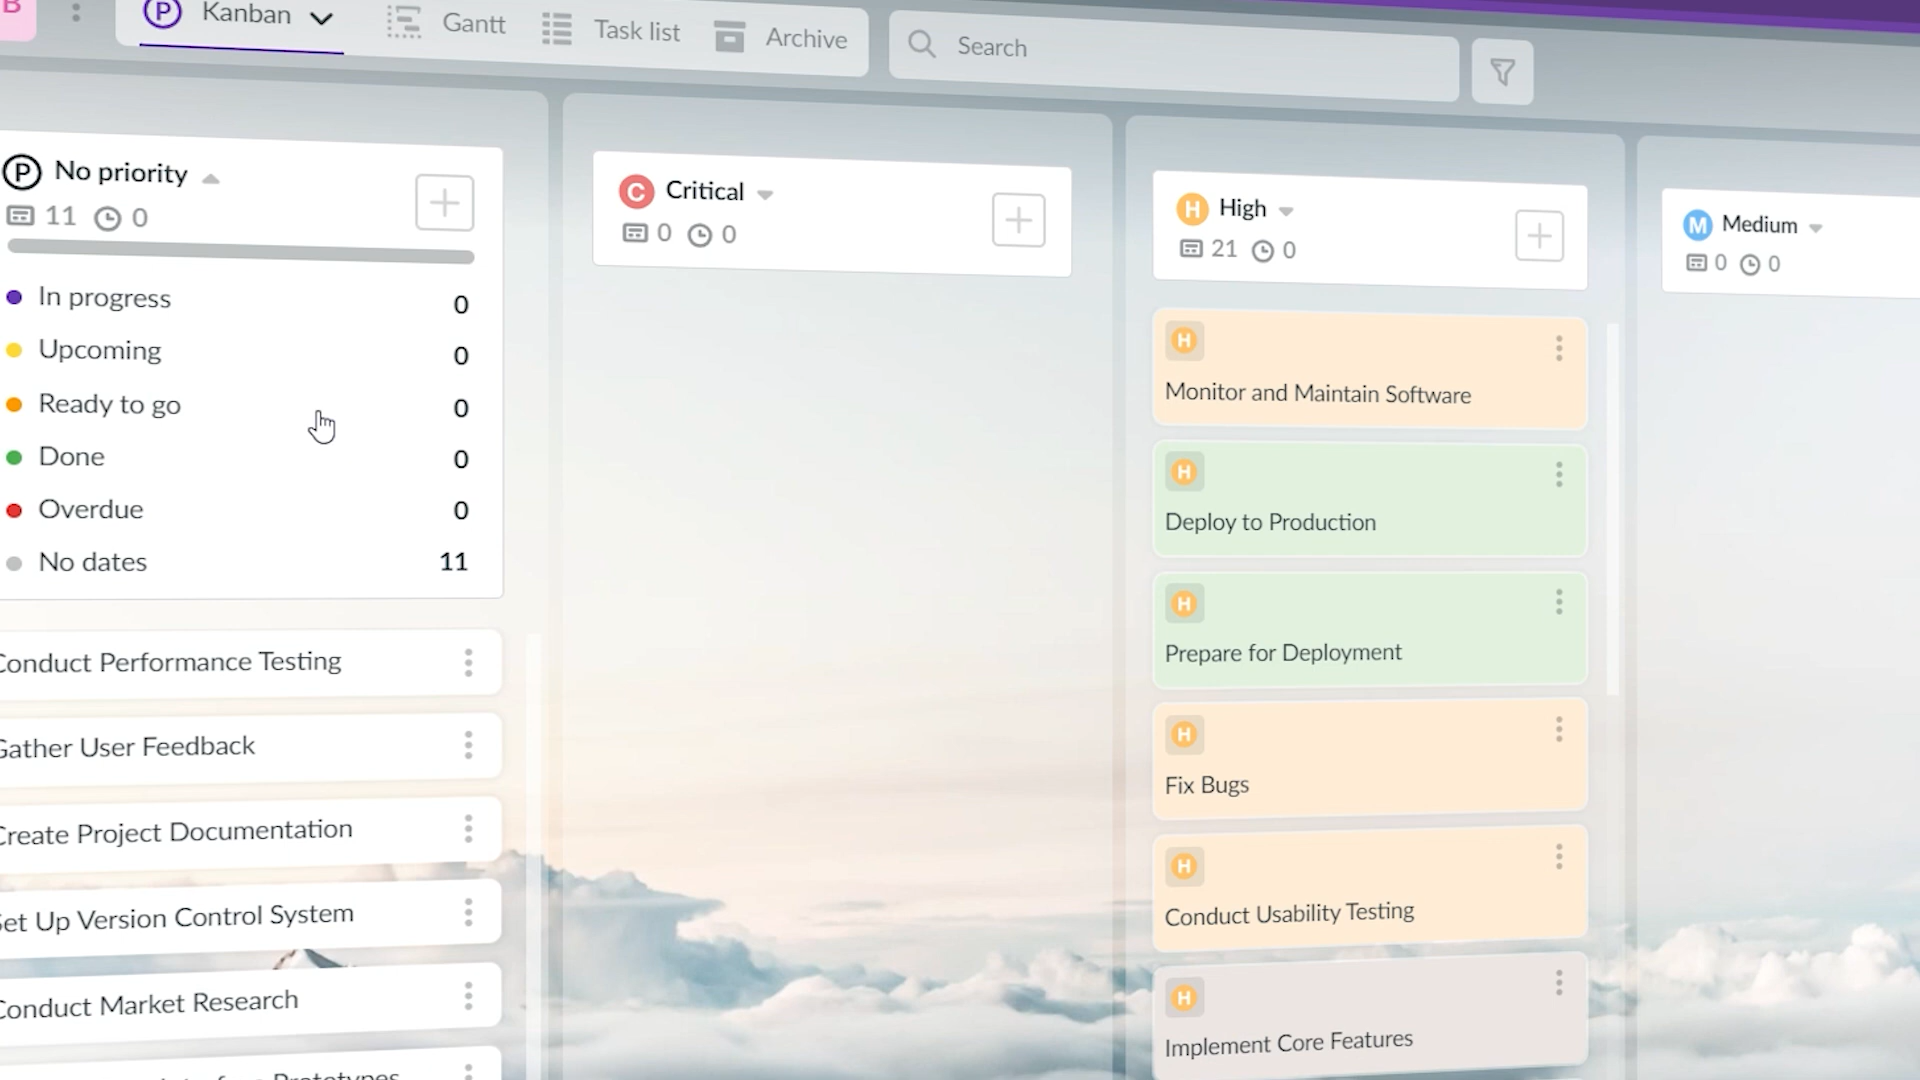 B
P Kanban
Gantt
Task list
Archive
Search
P No priority
11 0
In progress 0
Upcoming 0
Ready to go 0
Done 0
Overdue 0
No dates 11
Conduct Performance Testing
Gather User Feedback
Create Project Documentation
Set Up Version Control System
Conduct Market Research
Prototypes
C Critical
0 0
H High
21 0
H
Monitor and Maintain Software
H
Deploy to Production
H
Prepare for Deployment
H
Fix Bugs
H
Conduct Usability Testing
H
Implement Core Features
M Medium
0 0